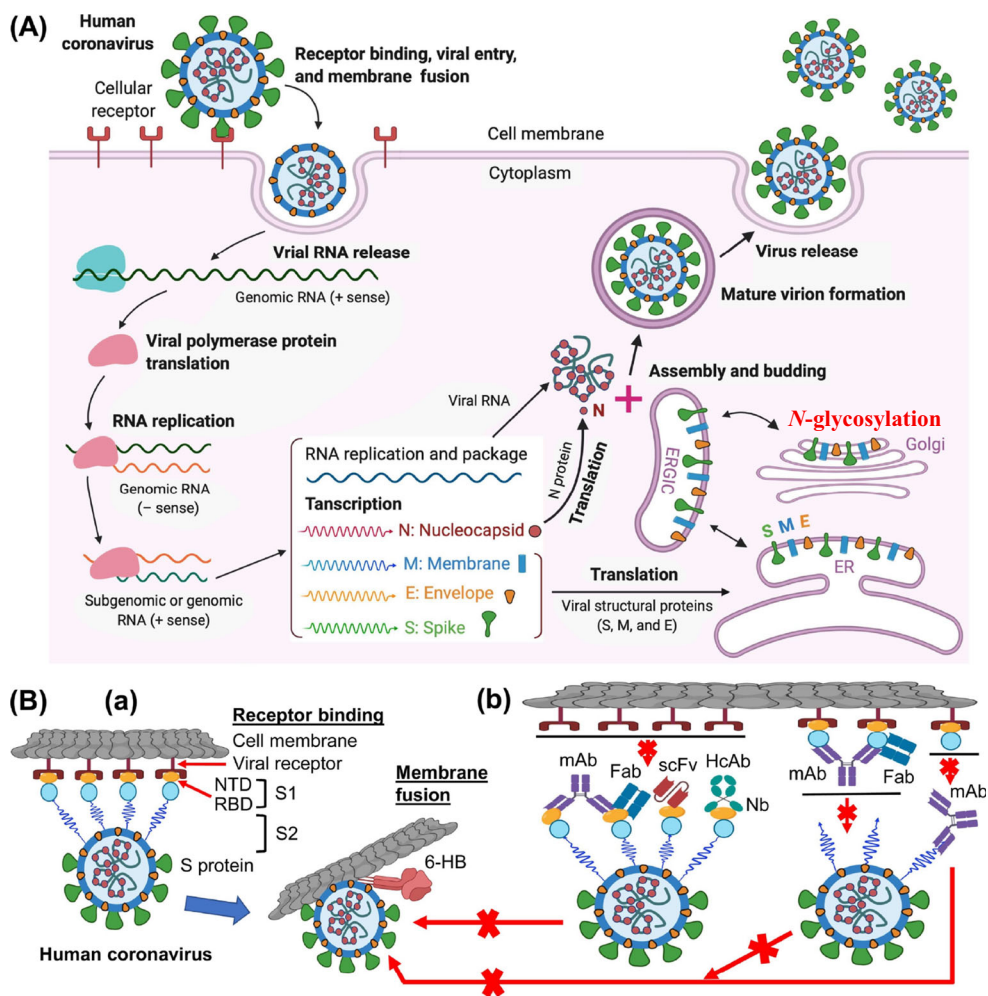 (A)
Human
coronavirus
Receptor binding, viral entry,
and membrane fusion
Cellular
receptor
Cell membrane
Cytoplasm
Virial RNA release
Genomic RNA (+ sense)
Viral polymerase protein
translation
RNA replication
Genomic RNA
(− sense)
Subgenomic or genomic
RNA (+ sense)
Viral RNA
RNA replication and package
Tanscription
N: Nucleocapsid
M: Membrane
E: Envelope
S: Spike
N protein
Translation
N
+
Virus release
Mature virion formation
Assembly and budding
ERGIC
N-glycosylation
Golgi
S M E
ER
Translation
Viral structural proteins
(S, M, and E)
(B)
(a)
Receptor binding
Cell membrane
Viral receptor
NTD
RBD
S1
S2
S protein
Human coronavirus
Membrane
fusion
6-HB
(b)
mAb
Fab
scFv
HcAb
Nb
mAb
Fab
mAb